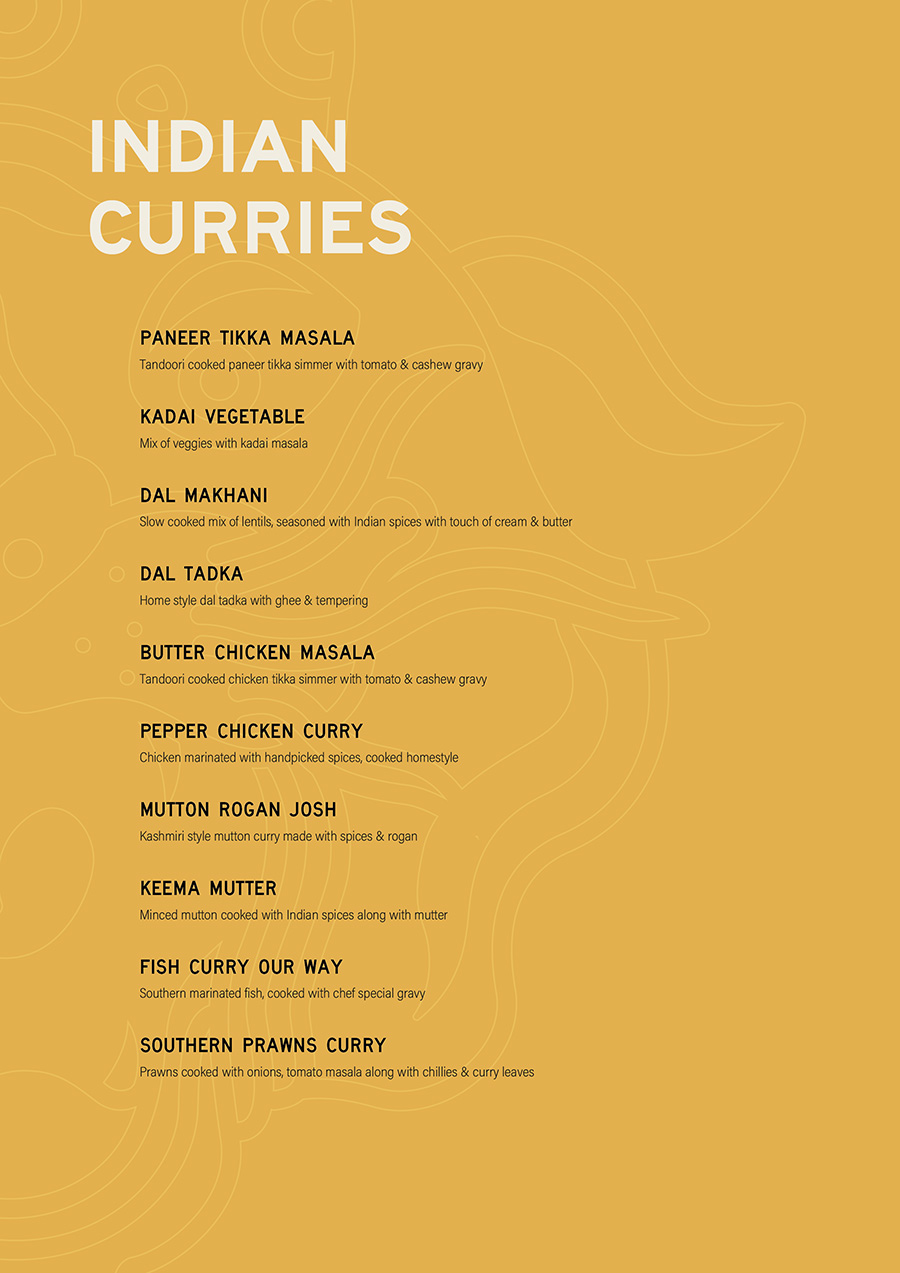 INDIAN
CURRIES
PANEER TIKKA MASALA
Tandoori cooked paneer tikka simmer with tomato & cashew gravy
KADAI VEGETABLE
Mix of veggies with kadai masala
DAL MAKHANI
Slow cooked mix of lentils, seasoned with Indian spices with touch of cream & butter
DAL TADKA
Home style dal tadka with ghee & tempering
BUTTER CHICKEN MASALA
Tandoori cooked chicken tikka simmer with tomato & cashew gravy
PEPPER CHICKEN CURRY
Chicken marinated with handpicked spices, cooked homestyle
MUTTON ROGAN JOSH
Kashmiri style mutton curry made with spices & rogan
KEEMA MUTTER
Minced mutton cooked with Indian spices along with mutter
FISH CURRY OUR WAY
Southern marinated fish, cooked with chef special gravy
SOUTHERN PRAWNS CURRY
Prawns cooked with onions, tomato masala along with chillies & curry leaves